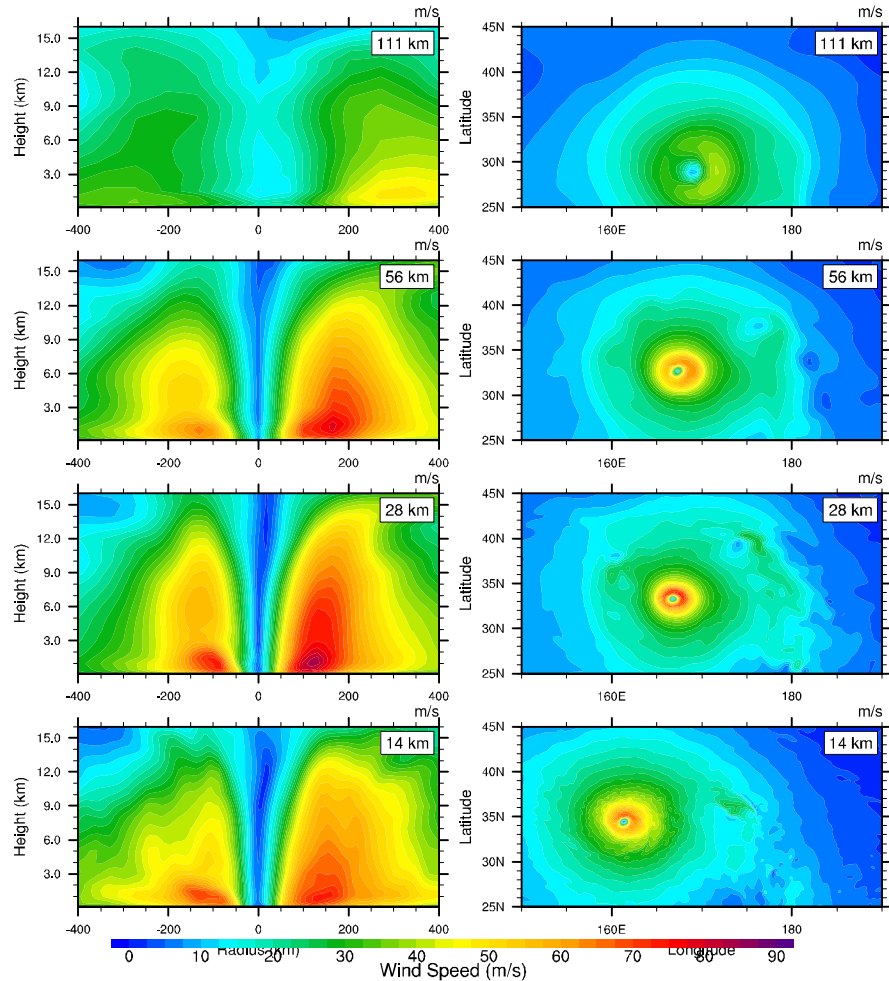 m/s m/s
15.0 12.0 9.0 6.0 3.0 Height (km) 111 km -400 -200 0 200 400
45N 40N 35N 30N 25N Latitude 111 km 160E 180
m/s m/s
15.0 12.0 9.0 6.0 3.0 Height (km) 56 km -400 -200 0 200 400
45N 40N 35N 30N 25N Latitude 56 km 160E 180
m/s m/s
15.0 12.0 9.0 6.0 3.0 Height (km) 28 km -400 -200 0 200 400
45N 40N 35N 30N 25N Latitude 28 km 160E 180
m/s m/s
15.0 12.0 9.0 6.0 3.0 Height (km) 14 km -400 -200 0 200 400
45N 40N 35N 30N 25N Latitude 14 km 160E 180
Radius (km) Longitude
0 10 20 30 40 50 60 70 80 90
Wind Speed (m/s)